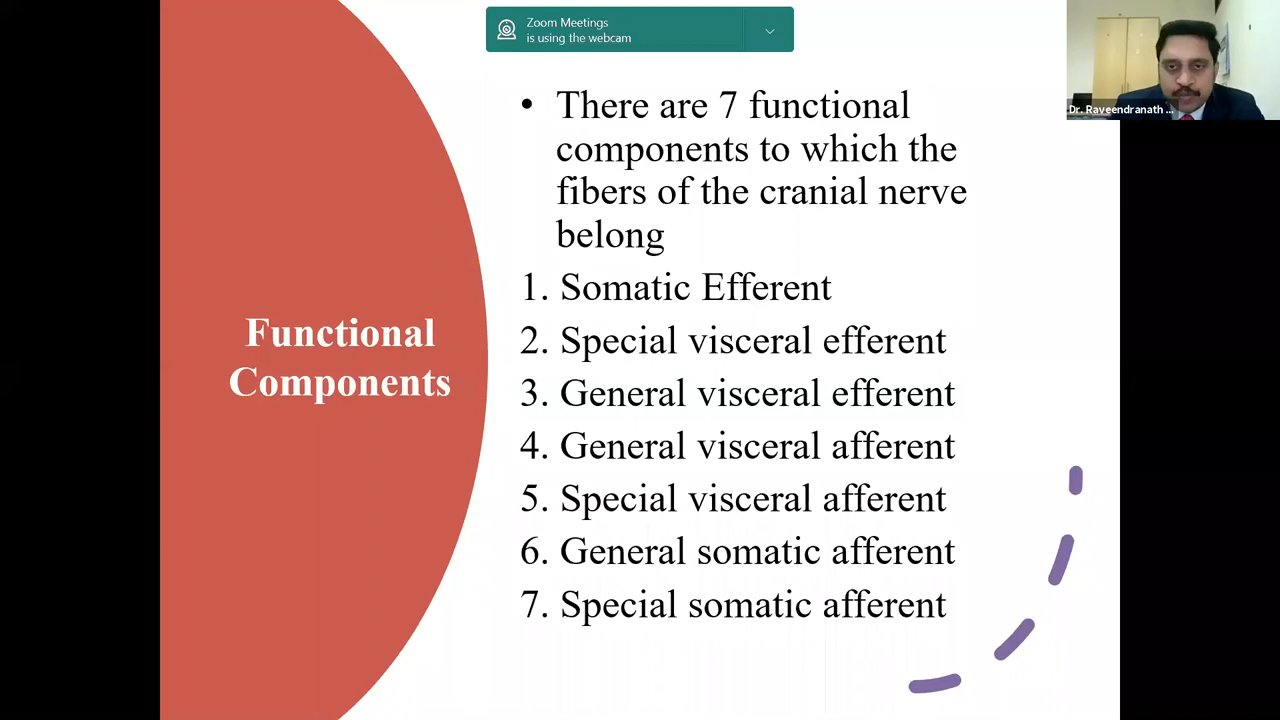 Zoom Meetings
is using the webcam
Dr. Raveendranath ...
• There are 7 functional
components to which the
fibers of the cranial nerve
belong
1. Somatic Efferent
2. Special visceral efferent
3. General visceral efferent
4. General visceral afferent
5. Special visceral afferent
6. General somatic afferent
7. Special somatic afferent
Functional
Components